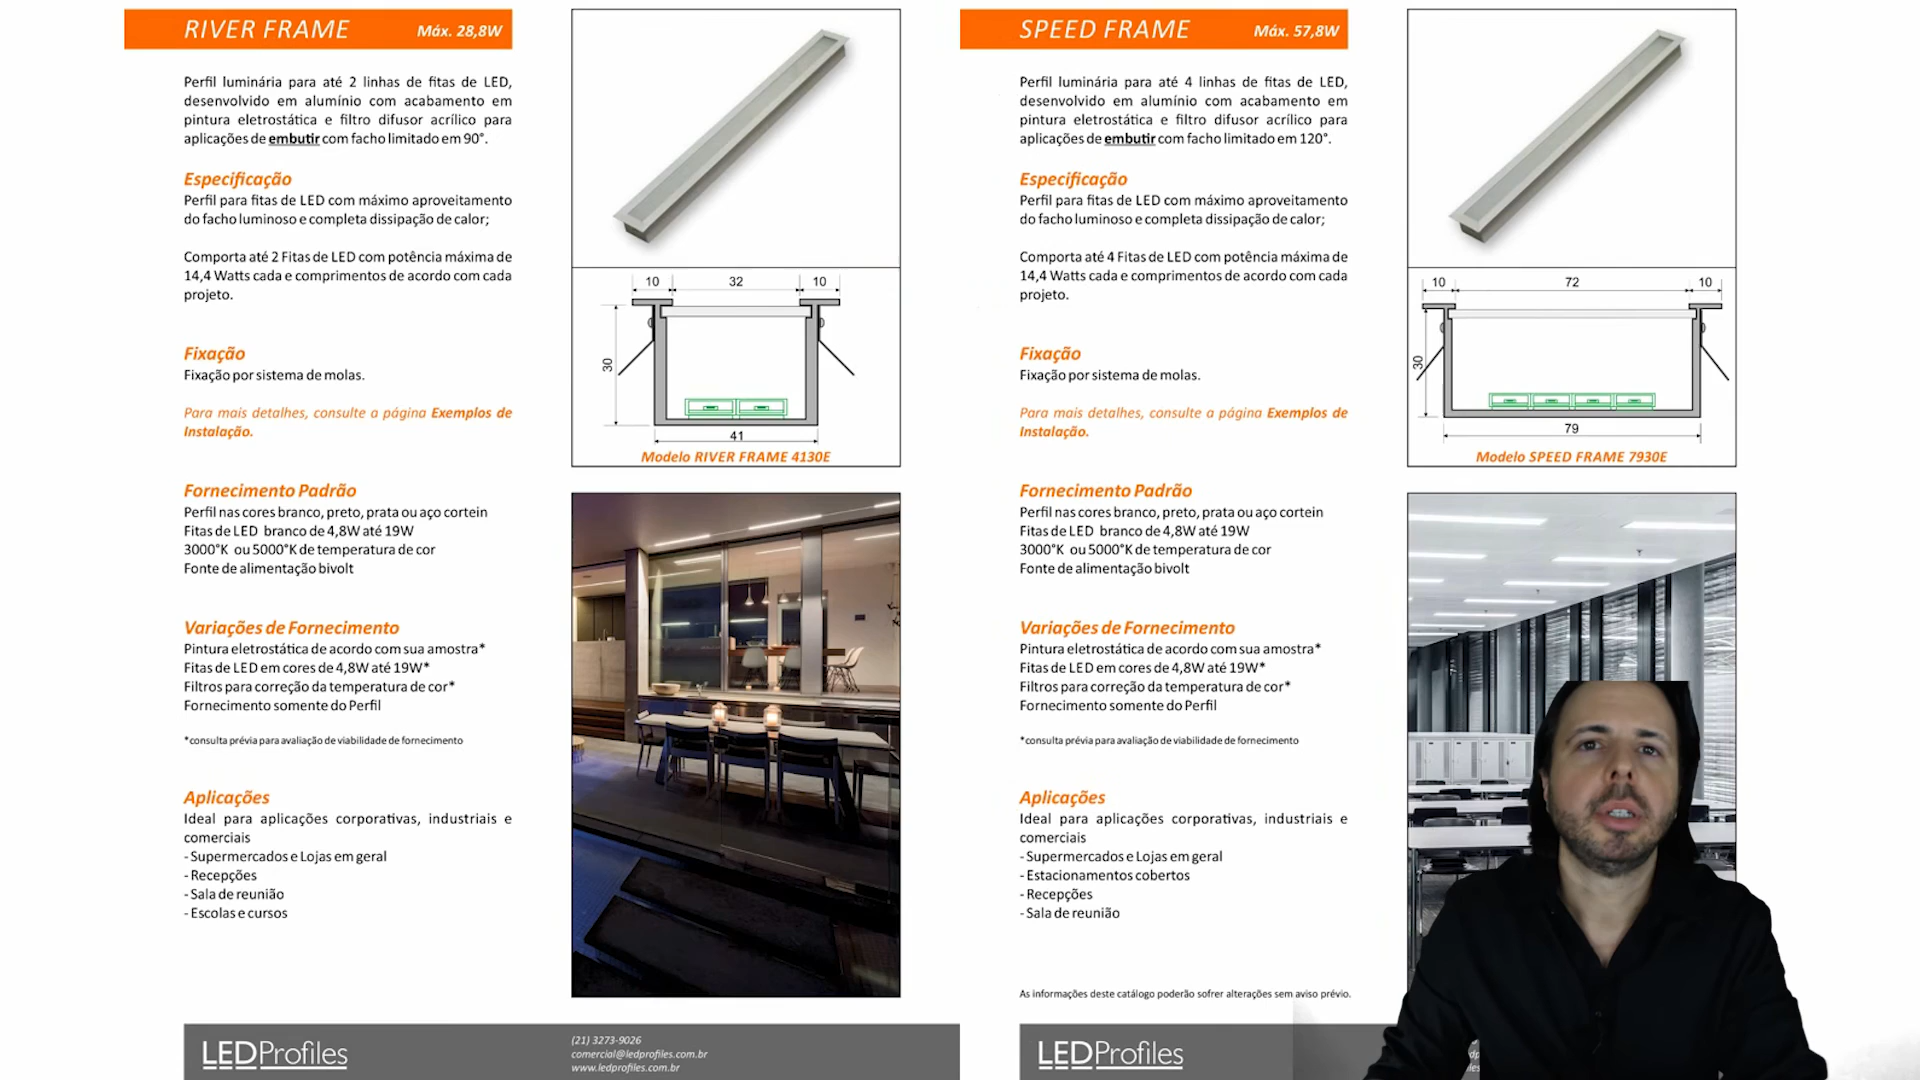 RIVER FRAME
Máx. 28,8W
Perfil luminária para até 2 linhas de fitas de LED,
desenvolvido em alumínio com acabamento em
pintura eletrostática e filtro difusor acrílico para
aplicações de embutir com facho limitado em 90°.
Especificação
Perfil para fitas de LED com máximo aproveitamento
do facho luminoso e completa dissipação de calor;
Comporta até 2 Fitas de LED com potência máxima de
14,4 Watts cada e comprimentos de acordo com cada
projeto.
Fixação
Fixação por sistema de molas.
Para mais detalhes, consulte a página Exemplos de
Instalação.
Fornecimento Padrão
Perfil nas cores branco, preto, prata ou aço cortein
Fitas de LED branco de 4,8W até 19W
3000°K ou 5000°K de temperatura de cor
Fonte de alimentação bivolt
Variações de Fornecimento
Pintura eletrostática de acordo com sua amostra*
Fitas de LED em cores de 4,8W até 19W*
Filtros para correção da temperatura de cor*
Fornecimento somente do Perfil
*consulta prévia para avaliação de viabilidade de fornecimento
Aplicações
Ideal para aplicações corporativas, industriais e
comerciais
- Supermercados e Lojas em geral
- Recepções
- Sala de reunião
- Escolas e cursos
10 32 10
30
41
Modelo RIVER FRAME 4130E
LEDProfiles
(21) 3273-9026
comercial@ledprofiles.com.br
www.ledprofiles.com.br
SPEED FRAME
Máx. 57,8W
Perfil luminária para até 4 linhas de fitas de LED,
desenvolvido em alumínio com acabamento em
pintura eletrostática e filtro difusor acrílico para
aplicações de embutir com facho limitado em 120°.
Especificação
Perfil para fitas de LED com máximo aproveitamento
do facho luminoso e completa dissipação de calor;
Comporta até 4 Fitas de LED com potência máxima de
14,4 Watts cada e comprimentos de acordo com cada
projeto.
Fixação
Fixação por sistema de molas.
Para mais detalhes, consulte a página Exemplos de
Instalação.
Fornecimento Padrão
Perfil nas cores branco, preto, prata ou aço cortein
Fitas de LED branco de 4,8W até 19W
3000°K ou 5000°K de temperatura de cor
Fonte de alimentação bivolt
Variações de Fornecimento
Pintura eletrostática de acordo com sua amostra*
Fitas de LED em cores de 4,8W até 19W*
Filtros para correção da temperatura de cor*
Fornecimento somente do Perfil
*consulta prévia para avaliação de viabilidade de fornecimento
Aplicações
Ideal para aplicações corporativas, industriais e
comerciais
- Supermercados e Lojas em geral
- Estacionamentos cobertos
- Recepções
- Sala de reunião
As informações deste catálogo poderão sofrer alterações sem aviso prévio.
10 72 10
30
79
Modelo SPEED FRAME 7930E
LEDProfiles